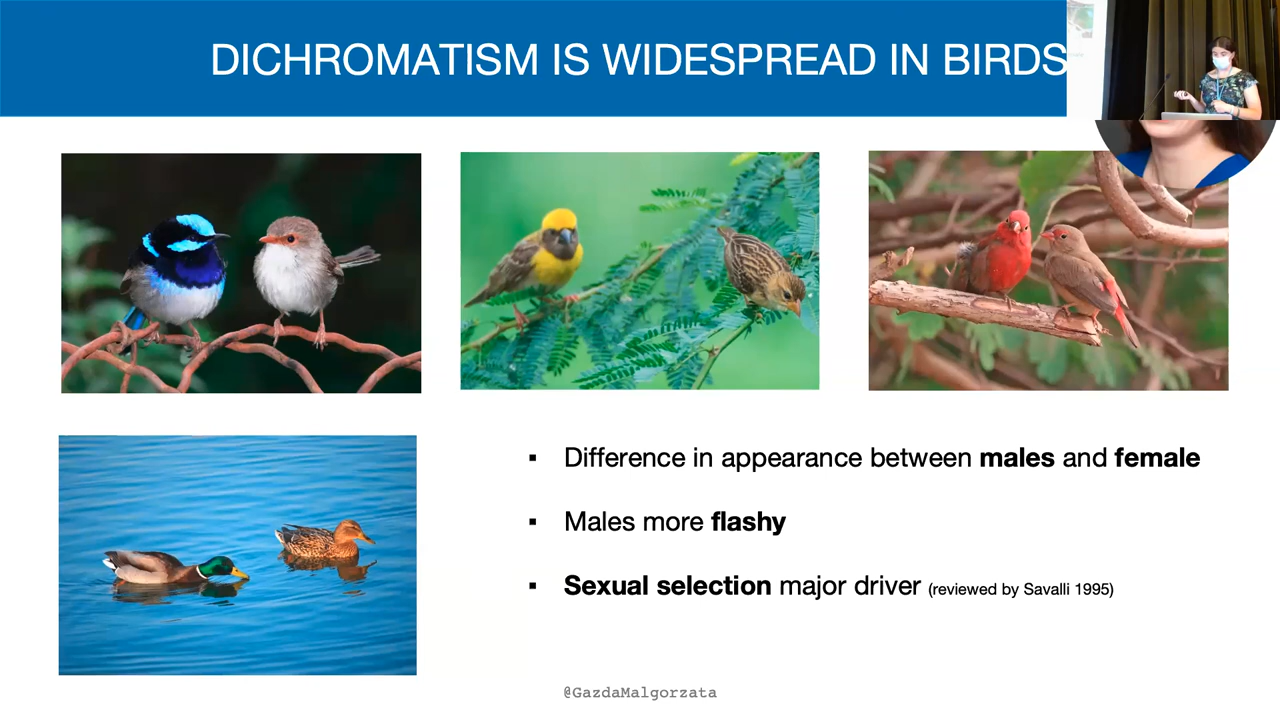 DICHROMATISM IS WIDESPREAD IN BIRDS
▪ Difference in appearance between males and female
▪ Males more flashy
▪ Sexual selection major driver (reviewed by Savalli 1995)
@GazdaMalgorzata